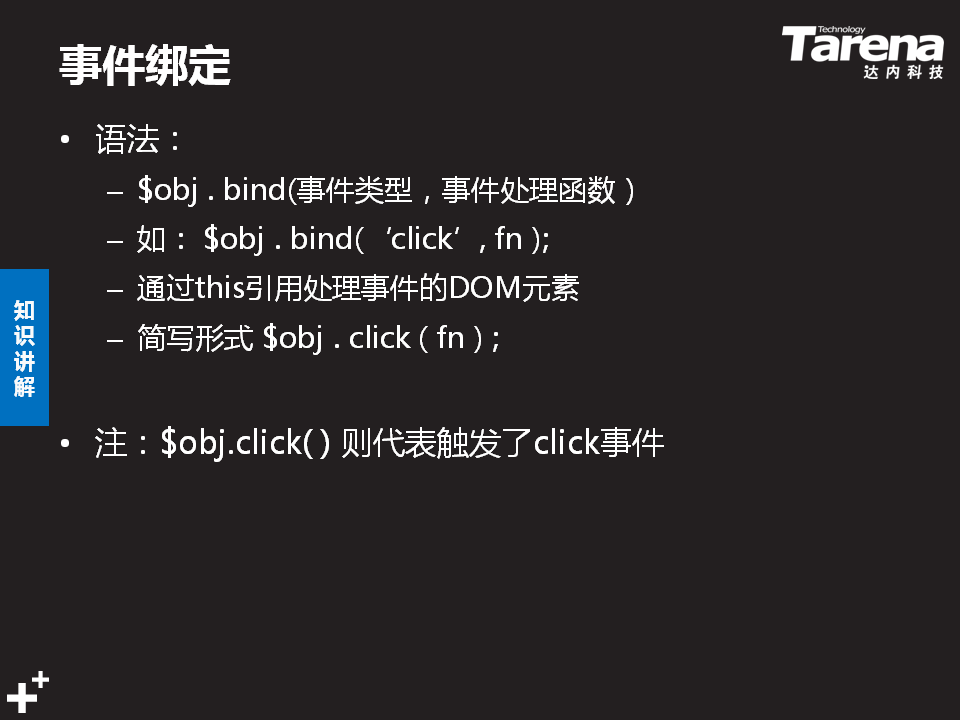 事件绑定
Technology
Tarena
达内科技
• 语法：
– $obj . bind(事件类型，事件处理函数）
– 如： $obj . bind(‘click’, fn );
– 通过this引用处理事件的DOM元素
– 简写形式 $obj . click ( fn ) ;
知识讲解
• 注：$obj.click( ) 则代表触发了click事件